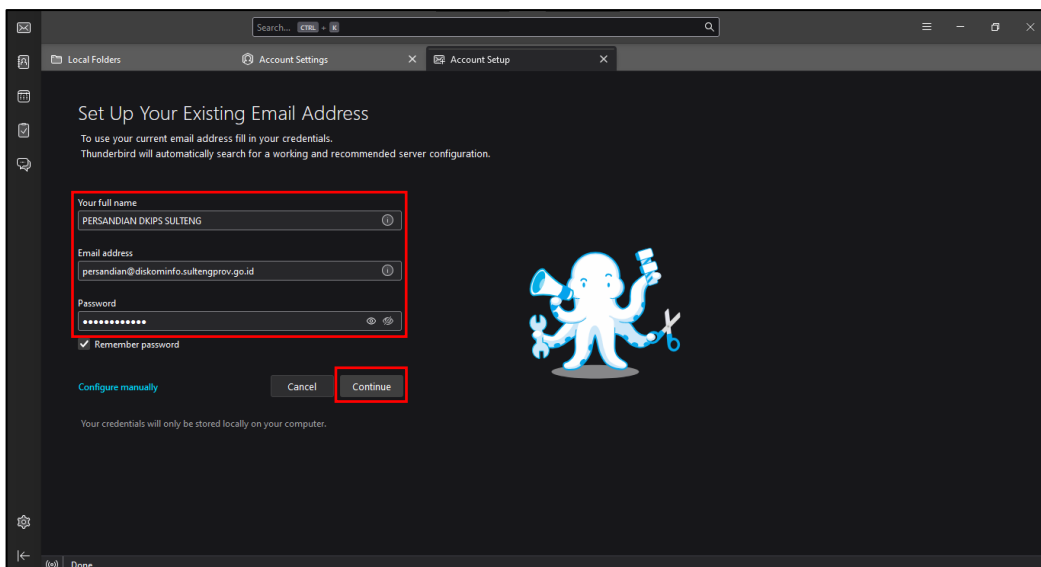 Search... CTRL + K
Local Folders
Account Settings
Account Setup
Set Up Your Existing Email Address
To use your current email address fill in your credentials.
Thunderbird will automatically search for a working and recommended server configuration.
Your full name
PERSANDIAN DKIPS SULTENG
Email address
persandian@diskominfo.sultengprov.go.id
Password
Remember password
Configure manually
Cancel
Continue
Your credentials will only be stored locally on your computer.
Done